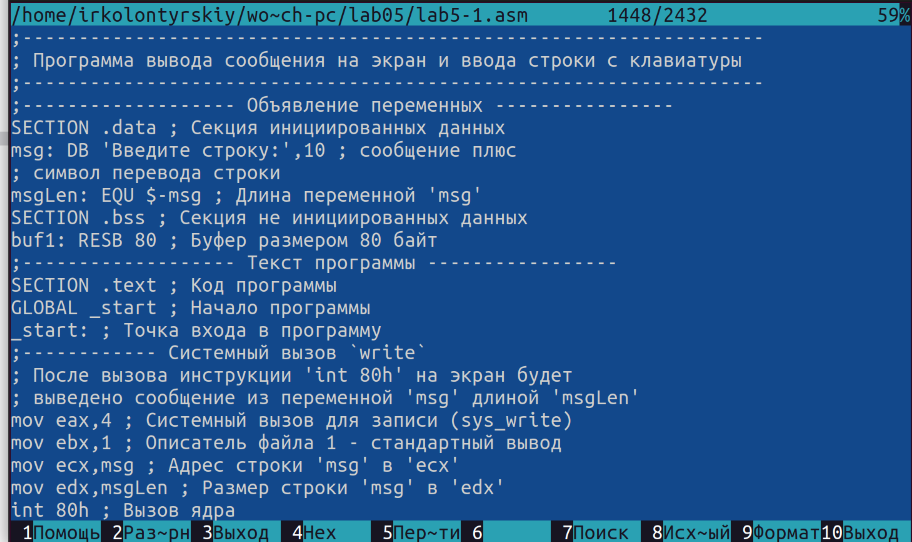 /home/irkolontyrskiy/wo~ch-pc/lab05/lab5-1.asm 1448/2432 59%
;------------------------------------------------------------------
; Программа вывода сообщения на экран и ввода строки с клавиатуры
;------------------------------------------------------------------
;------------------- Объявление переменных ----------------
SECTION .data ; Секция инициированных данных
msg: DB 'Введите строку:',10 ; сообщение плюс
; символ перевода строки
msgLen: EQU $-msg ; Длина переменной 'msg'
SECTION .bss ; Секция не инициированных данных
buf1: RESB 80 ; Буфер размером 80 байт
;------------------- Текст программы -----------------
SECTION .text ; Код программы
GLOBAL _start ; Начало программы
_start: ; Точка входа в программу
;------------ Системный вызов `write`
; После вызова инструкции 'int 80h' на экран будет
; выведено сообщение из переменной 'msg' длиной 'msgLen'
mov eax,4 ; Системный вызов для записи (sys_write)
mov ebx,1 ; Описатель файла 1 - стандартный вывод
mov ecx,msg ; Адрес строки 'msg' в 'ecx'
mov edx,msgLen ; Размер строки 'msg' в 'edx'
int 80h ; Вызов ядра
1Помощь 2Раз~рн 3Выход 4Hex 5Пер~ти 6 7Поиск 8Исх~ый 9Формат 10Выход